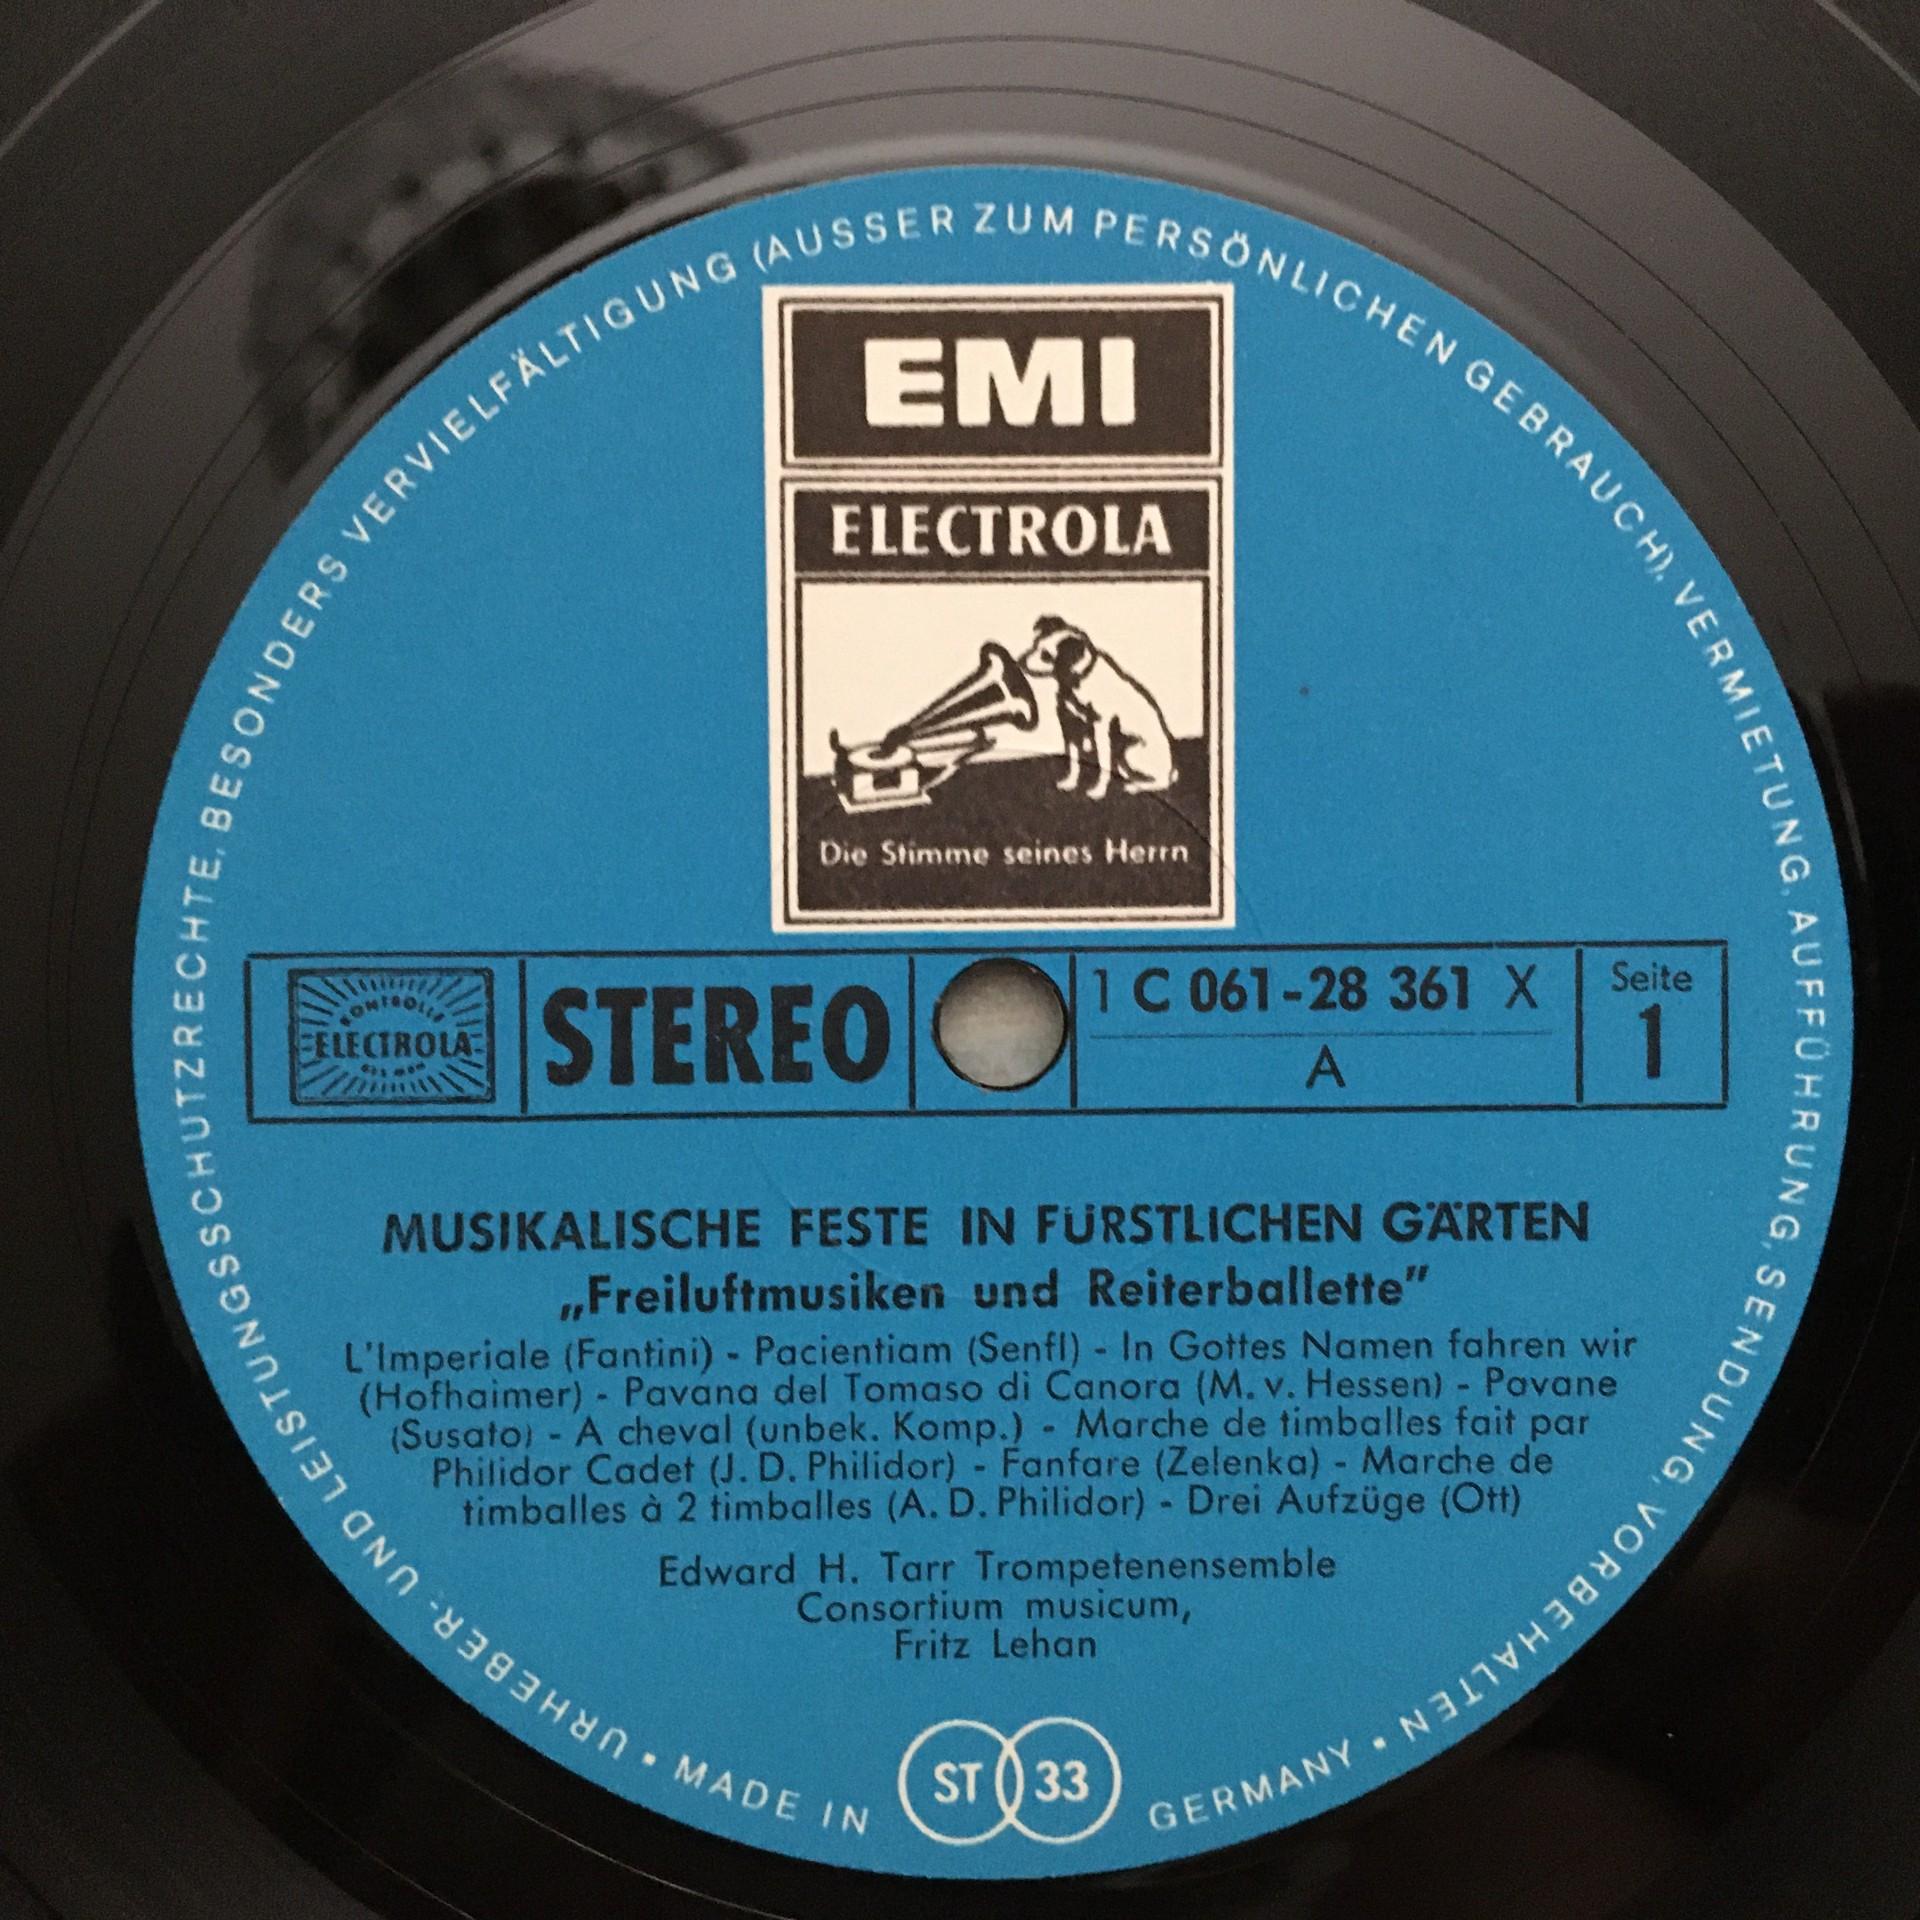 URHEBER- UND LEISTUNGSSCHUTZRECHTE, BESONDERS VERVIELFÄLTIGUNG (AUSSER ZUM PERSÖNLICHEN GEBRAUCH), VERMIETUNG, AUFFÜHRUNG, SENDUNG, VORBEHALTEN
EMI
ELECTROLA
Die Stimme seines Herrn
KONTROLLE
ELECTROLA
STEREO
1 C 061-28 361 X
A
Seite
1
MUSIKALISCHE FESTE IN FÜRSTLICHEN GÄRTEN
„Freiluftmusiken und Reiterballette"
L'Imperiale (Fantini) - Pacientiam (Senfl) - In Gottes Namen fahren wir
(Hofhaimer) - Pavana del Tomaso di Canora (M. v. Hessen) - Pavane
(Susato) - A cheval (unbek. Komp.) - Marche de timballes fait par
Philidor Cadet (J. D. Philidor) - Fanfare (Zelenka) - Marche de
timballes à 2 timballes (A. D. Philidor) - Drei Aufzüge (Ott)
Edward H. Tarr Trompetenensemble
Consortium musicum,
Fritz Lehan
• MADE IN ST 33 GERMANY •